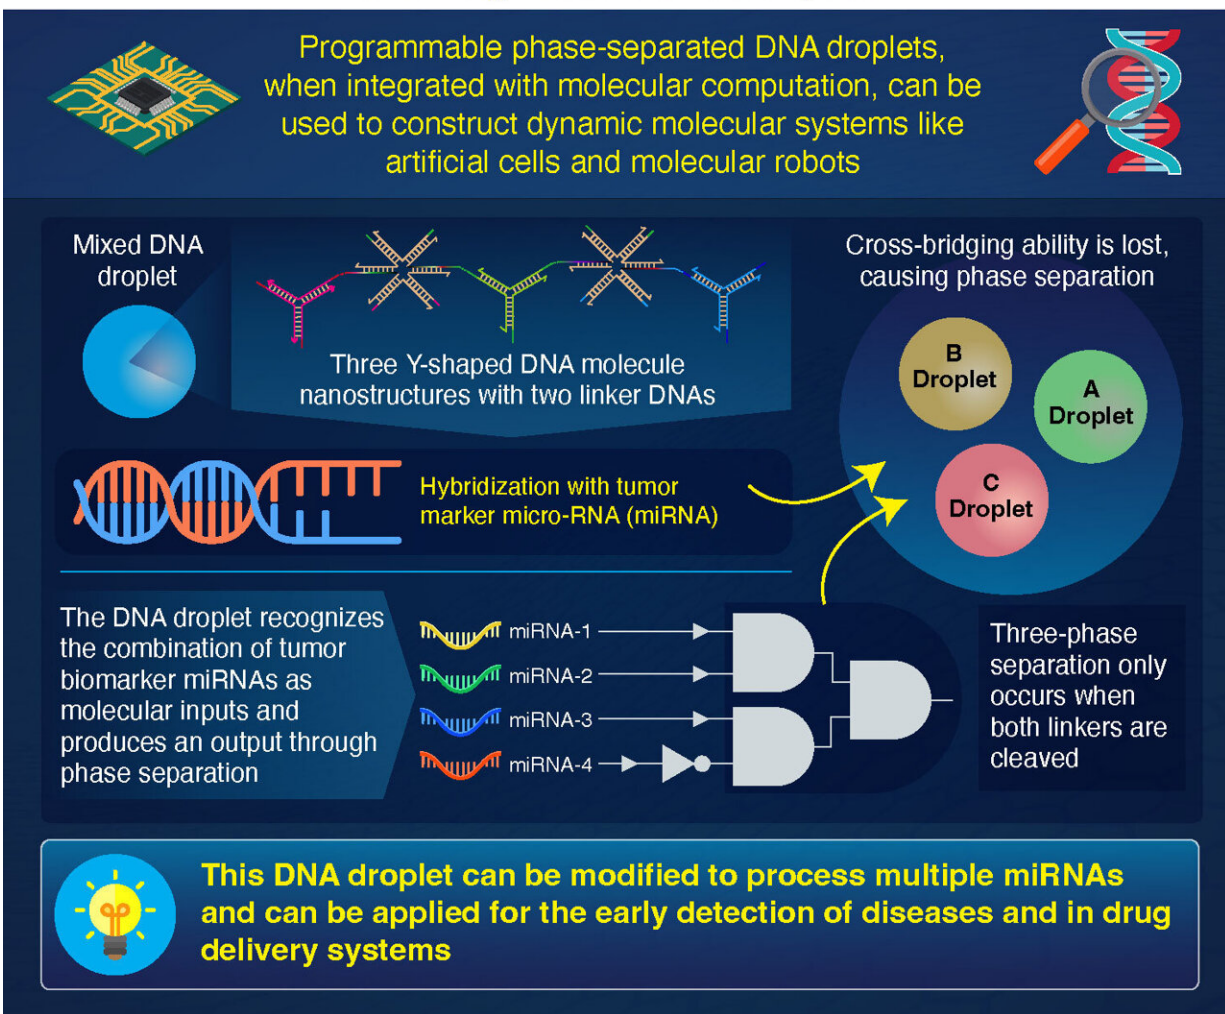 Programmable phase-separated DNA droplets,
when integrated with molecular computation, can be
used to construct dynamic molecular systems like
artificial cells and molecular robots
Mixed DNA
droplet
Three Y-shaped DNA molecule
nanostructures with two linker DNAs
Cross-bridging ability is lost,
causing phase separation
B
Droplet
A
Droplet
C
Droplet
Hybridization with tumor
marker micro-RNA (miRNA)
The DNA droplet recognizes
the combination of tumor
biomarker miRNAs as
molecular inputs and
produces an output through
phase separation
miRNA-1
miRNA-2
miRNA-3
miRNA-4
Three-phase
separation only
occurs when
both linkers are
cleaved
This DNA droplet can be modified to process multiple miRNAs
and can be applied for the early detection of diseases and in drug
delivery systems